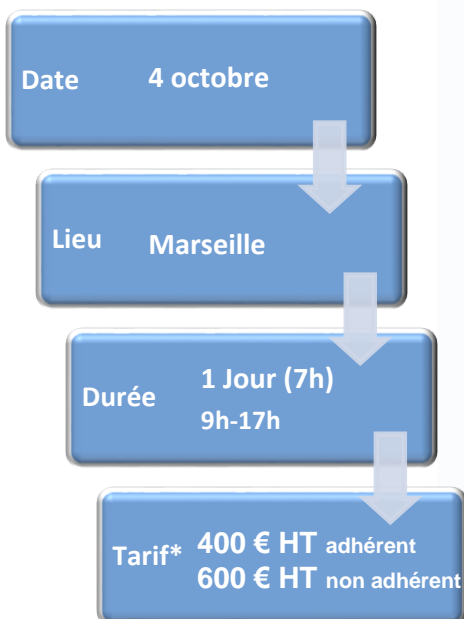 Date 4 octobre
Lieu Marseille
Durée 1 Jour (7h)
9h-17h
Tarif* 400 € HT adhérent
600 € HT non adhérent